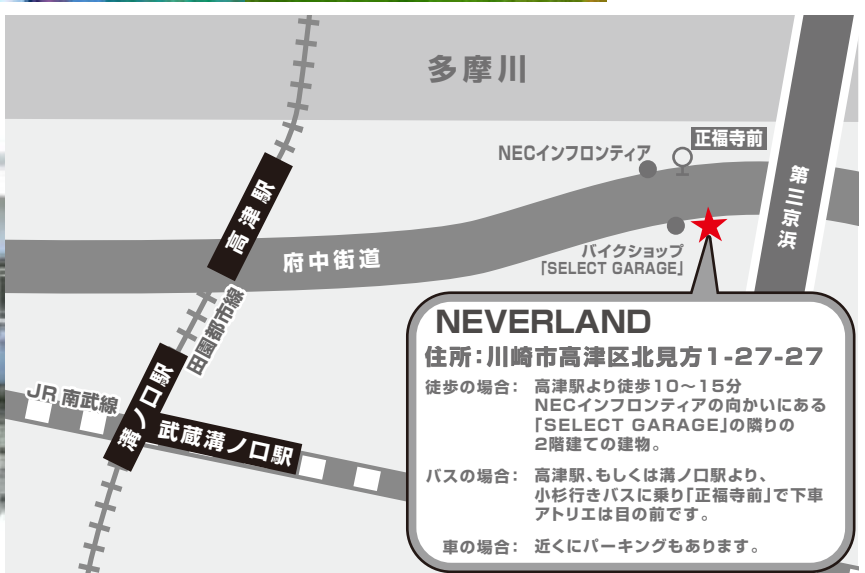 多摩川
正福寺前
NECインフロンティア
第三京浜
高津駅
府中街道
バイクショップ
「SELECT GARAGE」
田園都市線
溝ノ口駅
JR 南武線
武蔵溝ノ口駅
NEVERLAND
住所:川崎市高津区北見方1-27-27
徒歩の場合: 高津駅より徒歩10〜15分
NECインフロンティアの向かいにある
「SELECT GARAGE」の隣りの
2階建ての建物。
バスの場合: 高津駅、もしくは溝ノ口駅より、
小杉行きバスに乗り「正福寺前」で下車
アトリエは目の前です。
車の場合: 近くにパーキングもあります。